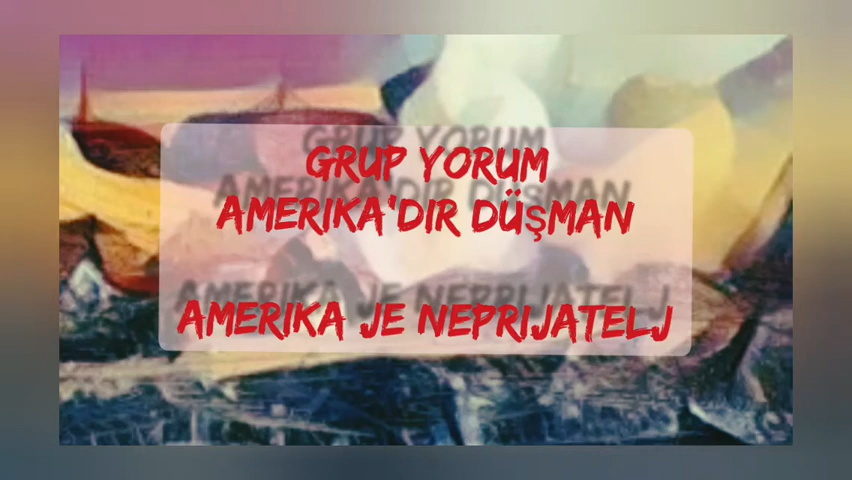 GRUP YORUM
AMERIKA'DIR DÜŞMAN
AMERIKA JE NEPRIJATELJ